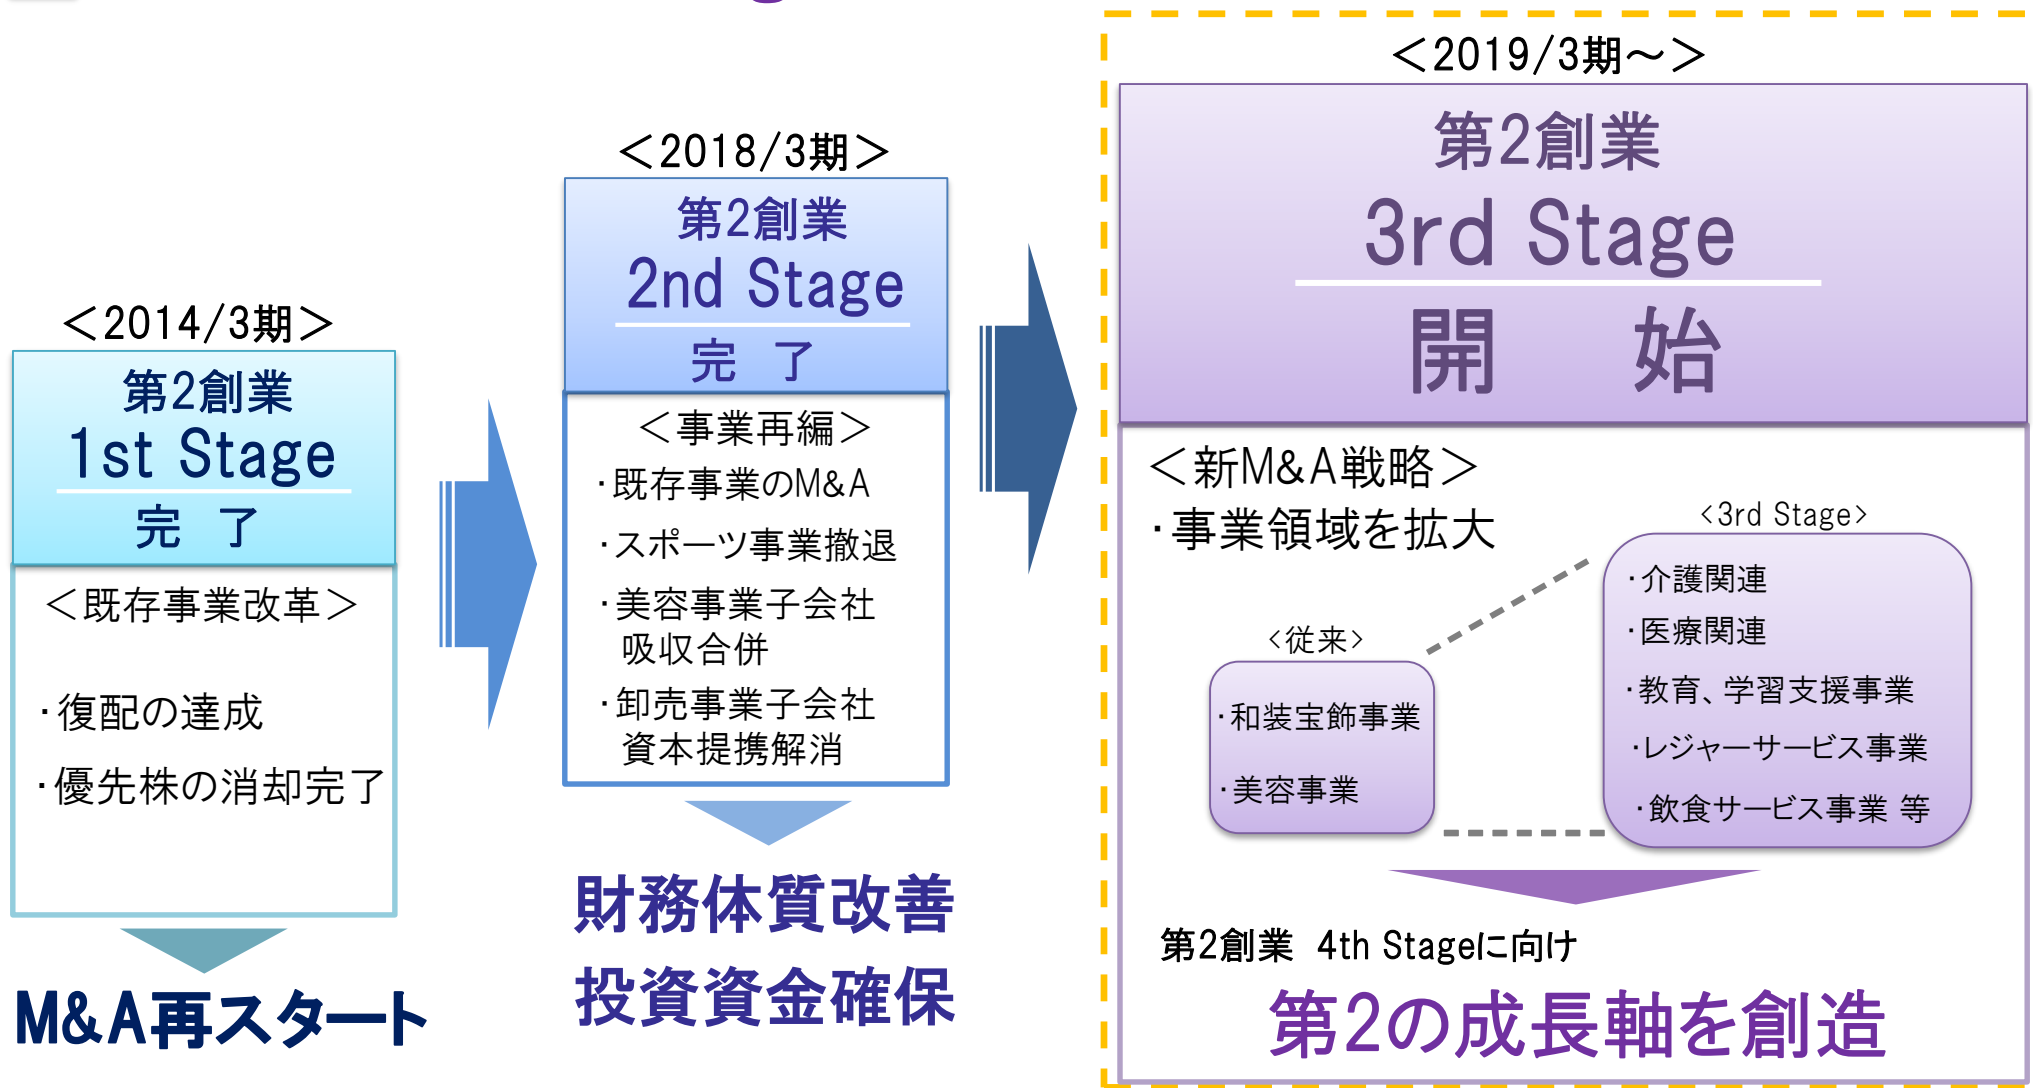 <2014/3期>
第2創業
1st Stage
完 了
<既存事業改革>
・復配の達成
・優先株の消却完了
M&A再スタート
<2018/3期>
第2創業
2nd Stage
完 了
<事業再編>
・既存事業のM&A
・スポーツ事業撤退
・美容事業子会社
吸収合併
・卸売事業子会社
資本提携解消
財務体質改善
投資資金確保
<2019/3期～>
第2創業
3rd Stage
開 始
<新M&A戦略>
・事業領域を拡大
<従来>
・和装宝飾事業
・美容事業
<3rd Stage>
・介護関連
・医療関連
・教育、学習支援事業
・レジャーサービス事業
・飲食サービス事業 等
第2創業 4th Stageに向け
第2の成長軸を創造